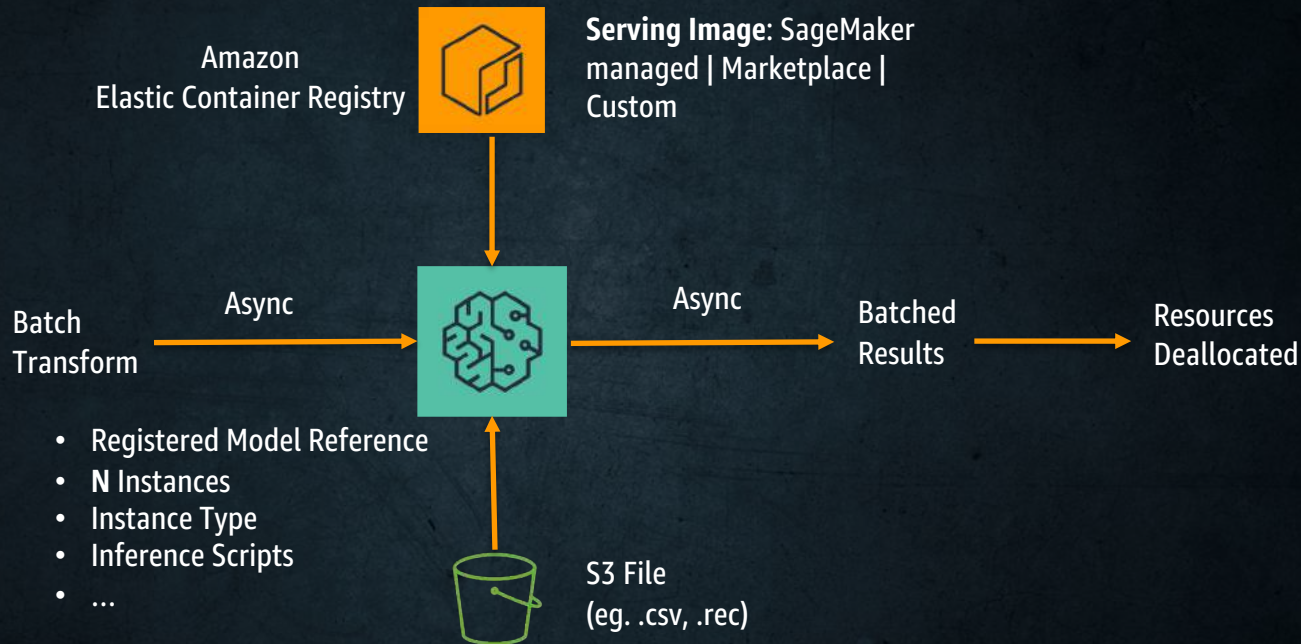 Amazon
Elastic Container Registry
Serving Image: SageMaker
managed | Marketplace |
Custom
Batch
Transform
Async
Async
Batched
Results
Resources
Deallocated
• Registered Model Reference
• N Instances
• Instance Type
• Inference Scripts
• ...
S3 File
(eg. .csv, .rec)